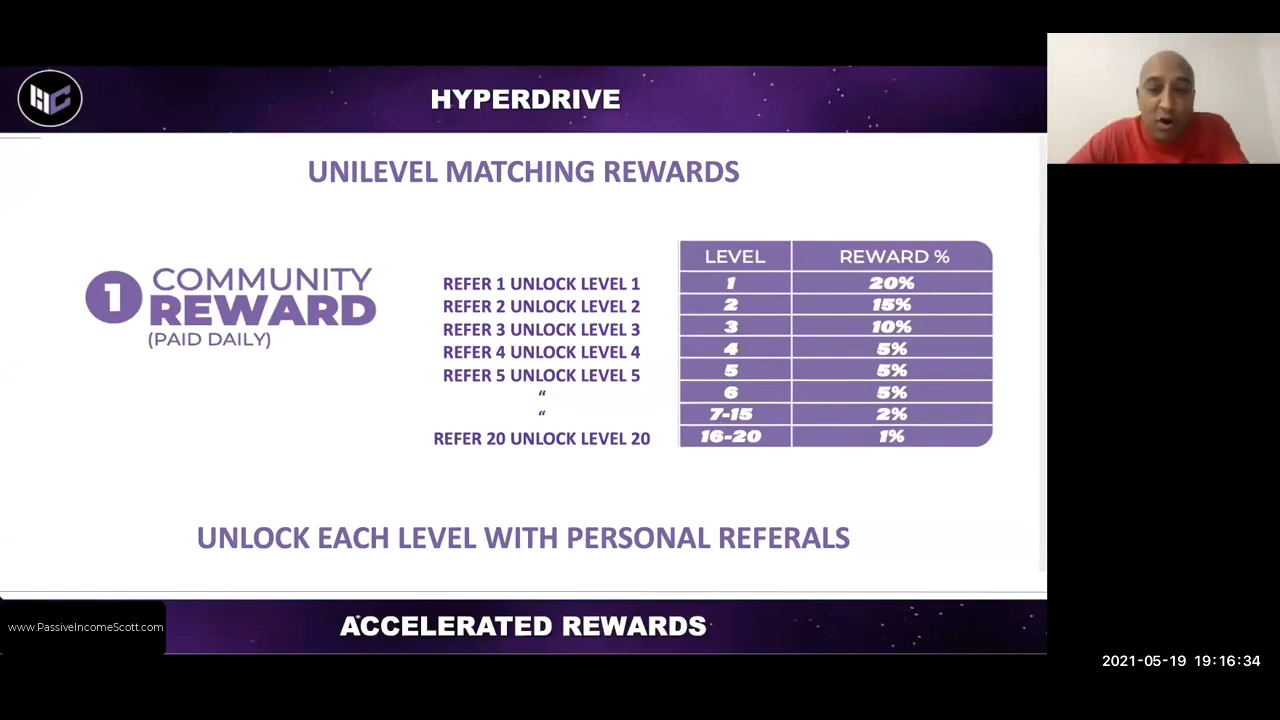 HYPERDRIVE
UNILEVEL MATCHING REWARDS
1 COMMUNITY
REWARD
(PAID DAILY)
REFER 1 UNLOCK LEVEL 1
REFER 2 UNLOCK LEVEL 2
REFER 3 UNLOCK LEVEL 3
REFER 4 UNLOCK LEVEL 4
REFER 5 UNLOCK LEVEL 5
“
“
REFER 20 UNLOCK LEVEL 20
LEVEL REWARD %
1 20%
2 15%
3 10%
4 5%
5 5%
6 5%
7-15 2%
16-20 1%
UNLOCK EACH LEVEL WITH PERSONAL REFERALS
www.PassiveIncomeScott.com
ACCELERATED REWARDS
2021-05-19 19:16:34